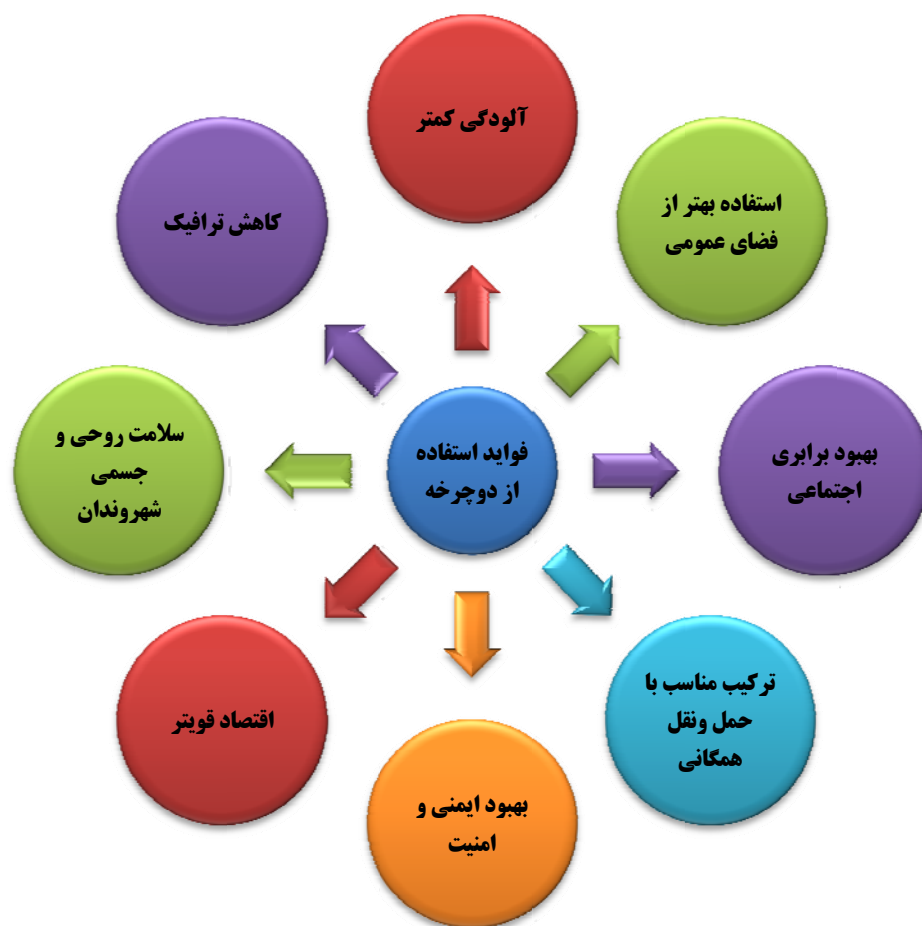 آلودگی کمتر
استفاده بهتر از
فضای عمومی
کاهش ترافیک
بهبود برابری
اجتماعی
فواید استفاده
از دوچرخه
سلامت روحی و
جسمی
شهروندان
ترکیب مناسب با
حمل ونقل
همگانی
اقتصاد قویتر
بهبود ایمنی و
امنیت